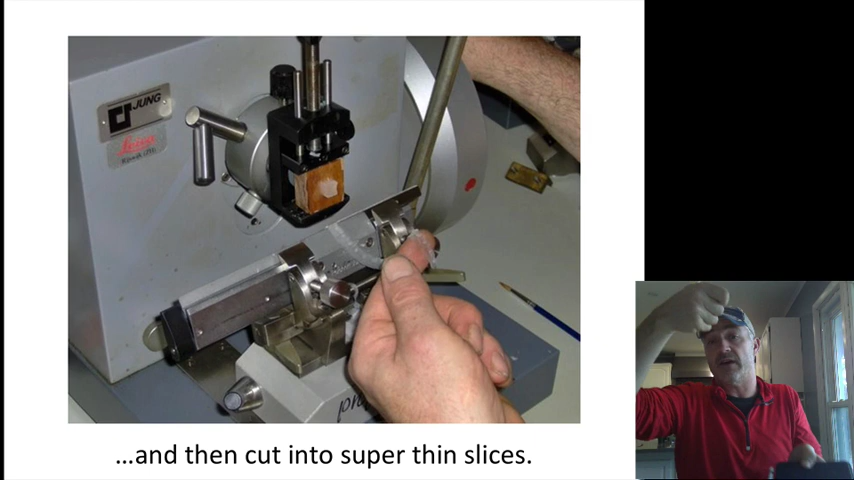 JUNG
Leica
…and then cut into super thin slices.